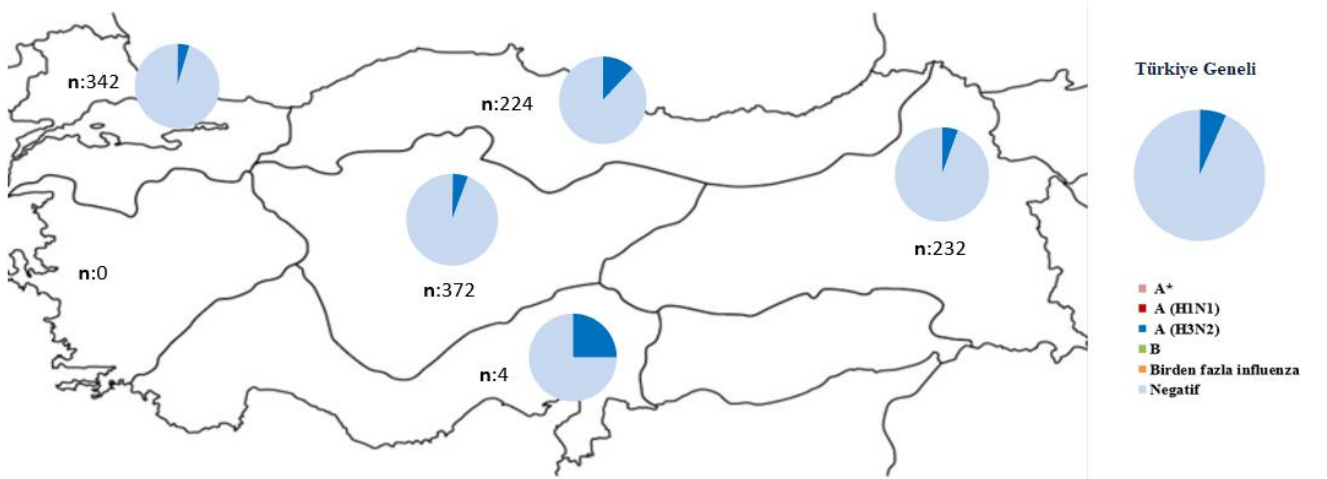 n:342
n:224
n:232
n:0
n:372
n:4
Türkiye Geneli
A*
A (H1N1)
A (H3N2)
B
Birden fazla influenza
Negatif